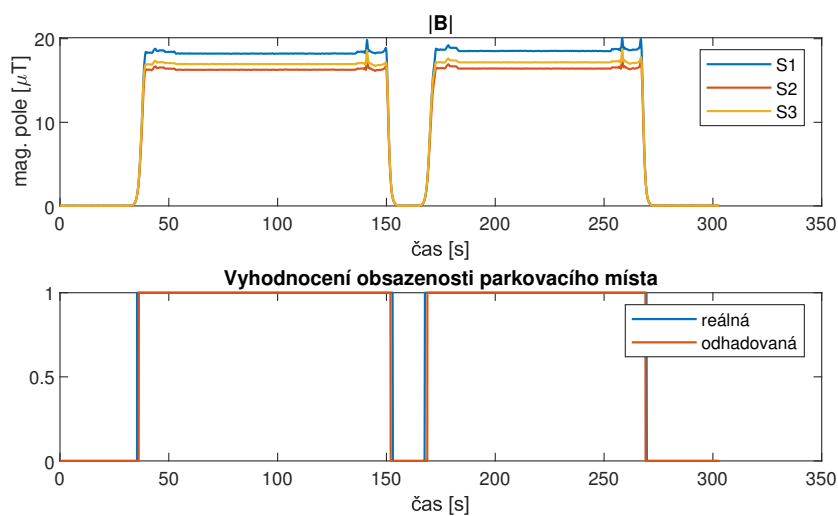 |B|
mag. pole [μT]
20
10
0
S1
S2
S3
0 50 100 150 200 250 300 350
čas [s]
Vyhodnocení obsazenosti parkovacího místa
1
0.5
0
reálná
odhadovaná
0 50 100 150 200 250 300 350
čas [s]